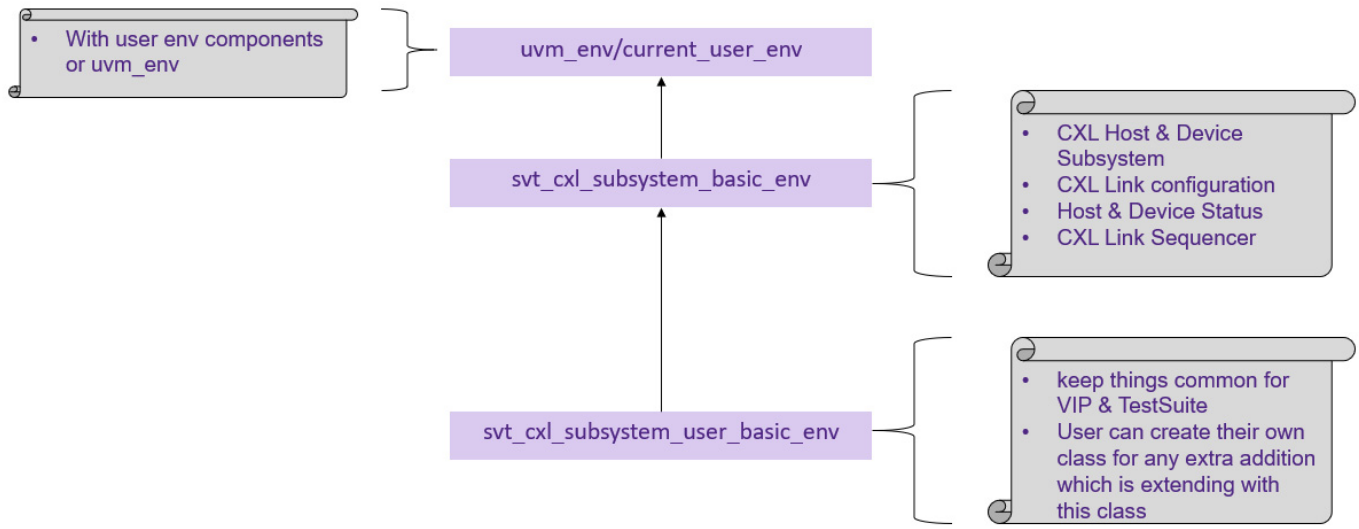 • With user env components
or uvm_env
uvm_env/current_user_env
svt_cxl_subsystem_basic_env
• CXL Host & Device
Subsystem
• CXL Link configuration
• Host & Device Status
• CXL Link Sequencer
svt_cxl_subsystem_user_basic_env
• keep things common for
VIP & TestSuite
• User can create their own
class for any extra addition
which is extending with
this class